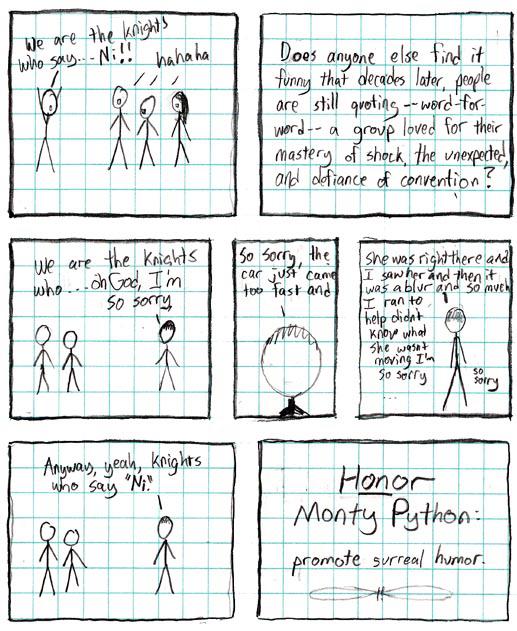 We are the knights
who say...Ni!!
hahaha
Does anyone else find it
funny that decades later, people
are still quoting--word-for-
word-- a group loved for their
mastery of shock, the unexpected,
and defiance of convention?
We are the Knights
who...oh God, I'm
so sorry
So sorry, the
car just came
too fast and
She was right there and
I saw her and then it
was a blur and so much
I ran to
help didn't
know what
she wasn't
moving I'm
so sorry
...
so
sorry
Anyway, yeah, Knights
who say "Ni."
Honor
Monty Python:
promote surreal humor.